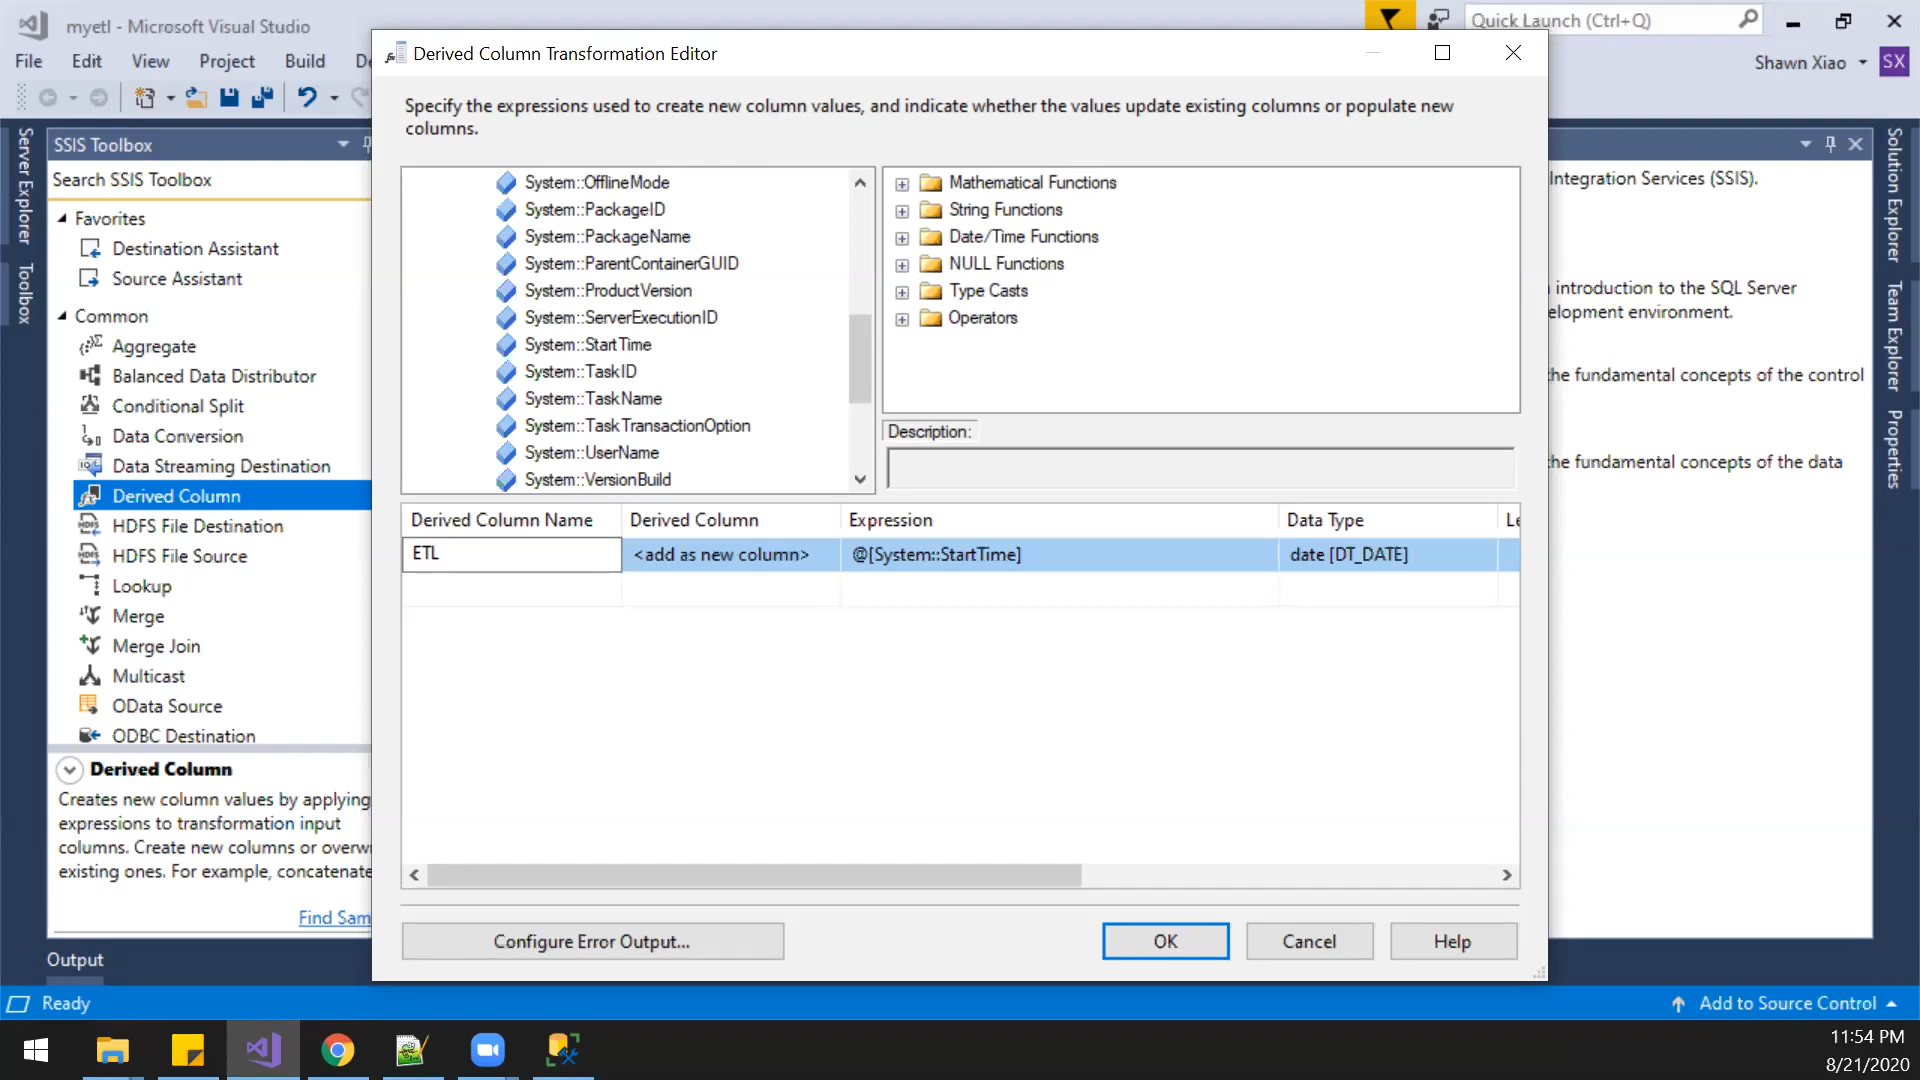 myetl - Microsoft Visual Studio
Quick Launch (Ctrl+Q)
File Edit View Project Build De
Shawn Xiao SX
Derived Column Transformation Editor
Specify the expressions used to create new column values, and indicate whether the values update existing columns or populate new
columns.
Server Explorer
Toolbox
SSIS Toolbox
Search SSIS Toolbox
Favorites
Destination Assistant
Source Assistant
Common
Aggregate
Balanced Data Distributor
Conditional Split
Data Conversion
Data Streaming Destination
Derived Column
HDFS File Destination
HDFS File Source
Lookup
Merge
Merge Join
Multicast
OData Source
ODBC Destination
Derived Column
Creates new column values by applying
expressions to transformation input
columns. Create new columns or overw
existing ones. For example, concatenate
Find Sam
System::OfflineMode
System::PackageID
System::PackageName
System::ParentContainerGUID
System::ProductVersion
System::ServerExecutionID
System::StartTime
System::TaskID
System::TaskName
System::TaskTransactionOption
System::UserName
System::VersionBuild
Mathematical Functions
String Functions
Date/Time Functions
NULL Functions
Type Casts
Operators
Description:
Derived Column Name Derived Column Expression Data Type Le
ETL <add as new column> @[System::StartTime] date [DT_DATE]
Configure Error Output... OK Cancel Help
Integration Services (SSIS).
introduction to the SQL Server
elopment environment.
the fundamental concepts of the control
the fundamental concepts of the data
Solution Explorer
Team Explorer
Properties
Output
Ready
Add to Source Control
11:54 PM
8/21/2020